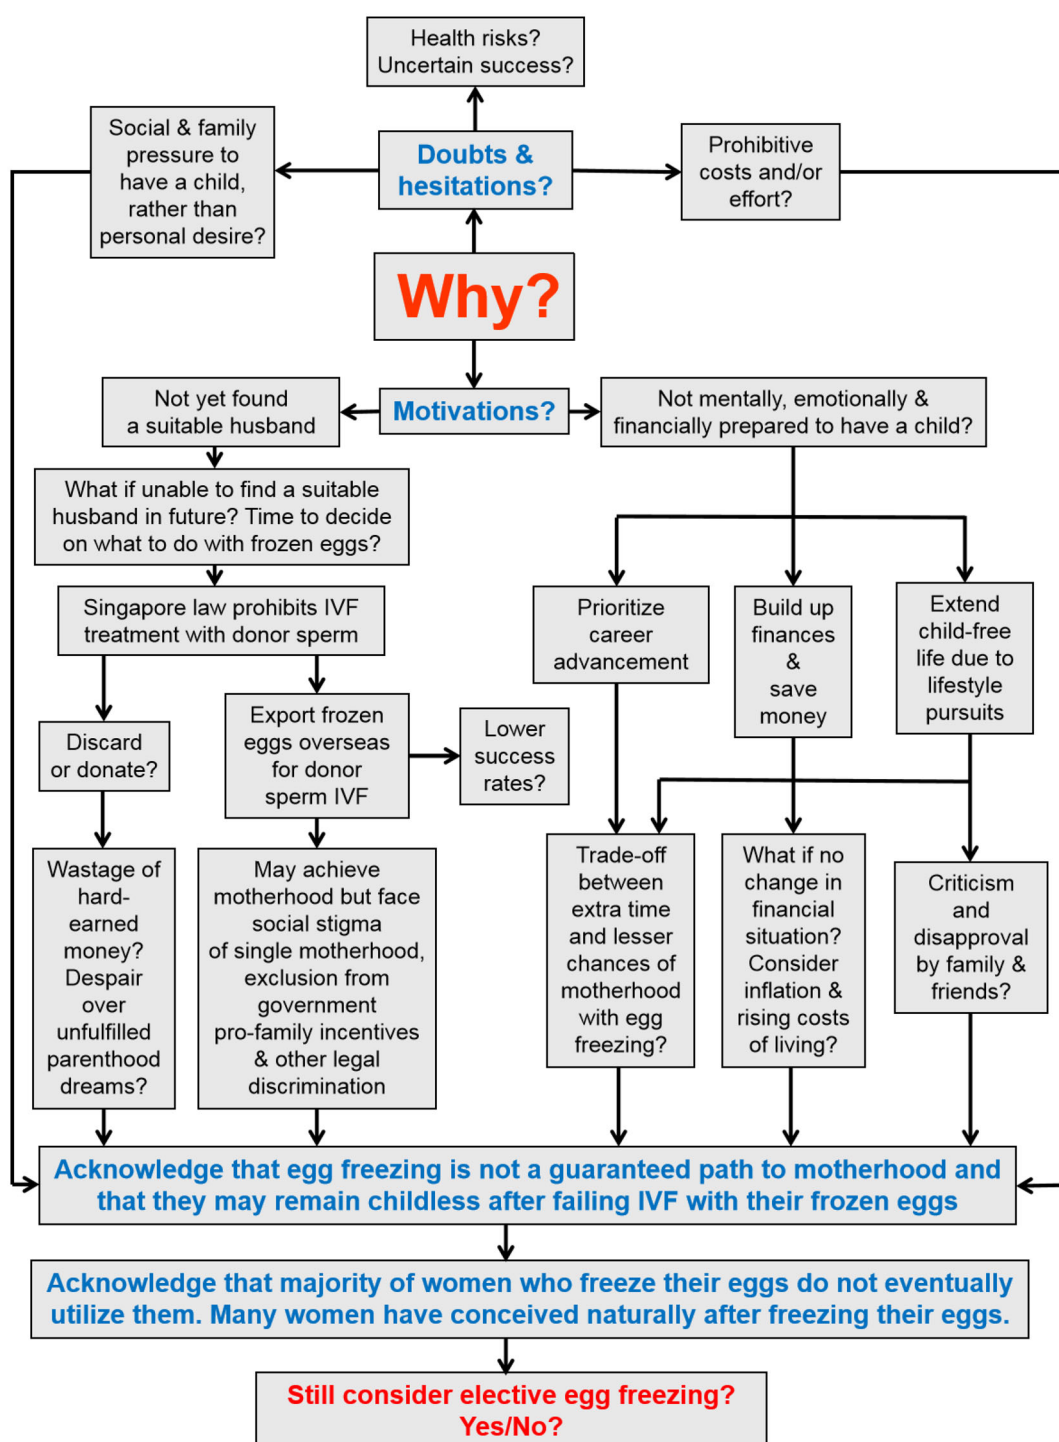 Health risks?
Uncertain success?
Social & family
pressure to
have a child,
rather than
personal desire?
Doubts &
hesitations?
Prohibitive
costs and/or
effort?
Why?
Motivations?
Not yet found
a suitable husband
Not mentally, emotionally &
financially prepared to have a child?
What if unable to find a suitable
husband in future? Time to decide
on what to do with frozen eggs?
Singapore law prohibits IVF
treatment with donor sperm
Prioritize
career
advancement
Build up
finances
&
save
money
Extend
child-free
life due to
lifestyle
pursuits
Discard
or donate?
Export frozen
eggs overseas
for donor
sperm IVF
Lower
success
rates?
Wastage of
hard-
earned
money?
Despair
over
unfulfilled
parenthood
dreams?
May achieve
motherhood but face
social stigma
of single motherhood,
exclusion from
government
pro-family incentives
& other legal
discrimination
Trade-off
between
extra time
and lesser
chances of
motherhood
with egg
freezing?
What if no
change in
financial
situation?
Consider
inflation &
rising costs
of living?
Criticism
and
disapproval
by family &
friends?
Acknowledge that egg freezing is not a guaranteed path to motherhood and
that they may remain childless after failing IVF with their frozen eggs
Acknowledge that majority of women who freeze their eggs do not eventually
utilize them. Many women have conceived naturally after freezing their eggs.
Still consider elective egg freezing?
Yes/No?